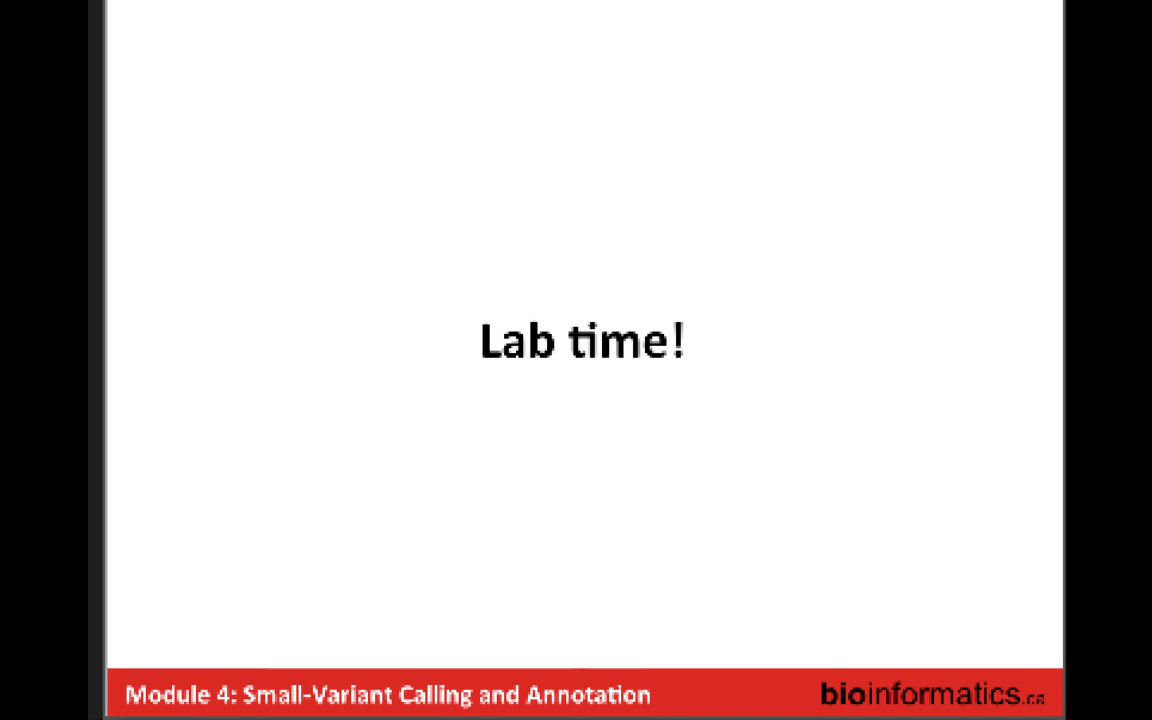 Lab time!
Module 4: Small-Variant Calling and Annotation
bioinformatics.ca